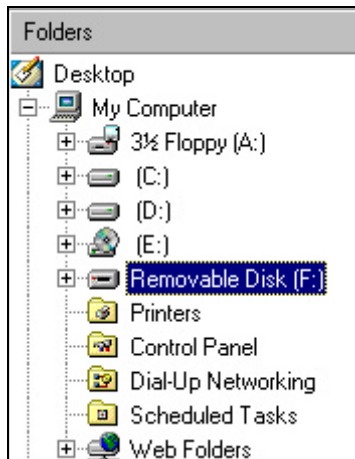 Folders
Desktop
My Computer
3½ Floppy (A:)
(C:)
(D:)
(E:)
Removable Disk (F:)
Printers
Control Panel
Dial-Up Networking
Scheduled Tasks
Web Folders